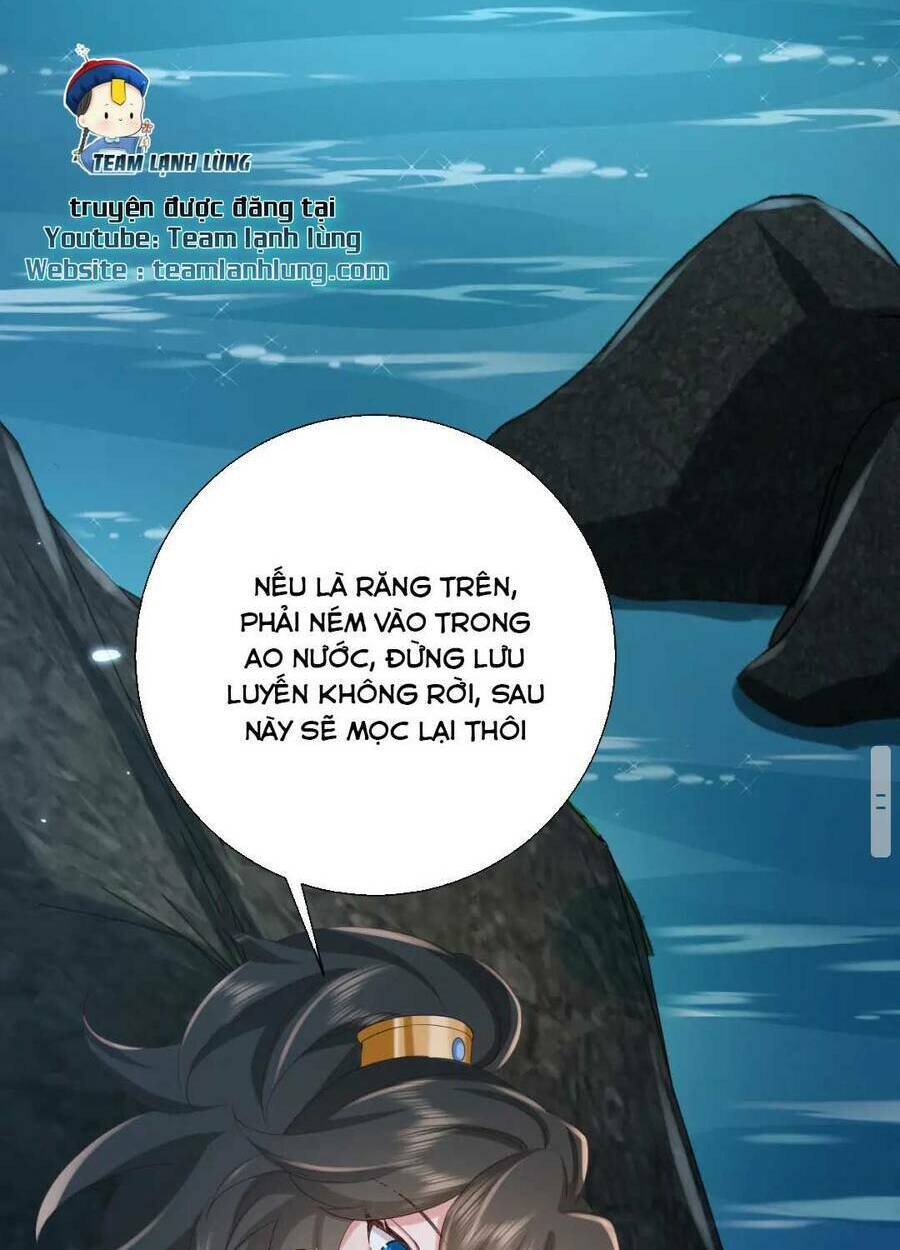 TEAM LẠNH LÙNG
truyện được đăng tại
Youtube: Team lạnh lùng
Website : teamlanhlung.com
NẾU LÀ RĂNG TRÊN,
PHẢI NÉM VÀO TRONG
AO NƯỚC, ĐỪNG LƯU
LUYẾN KHÔNG RỜI, SAU
NÀY SẼ MỌC LẠI THÔI